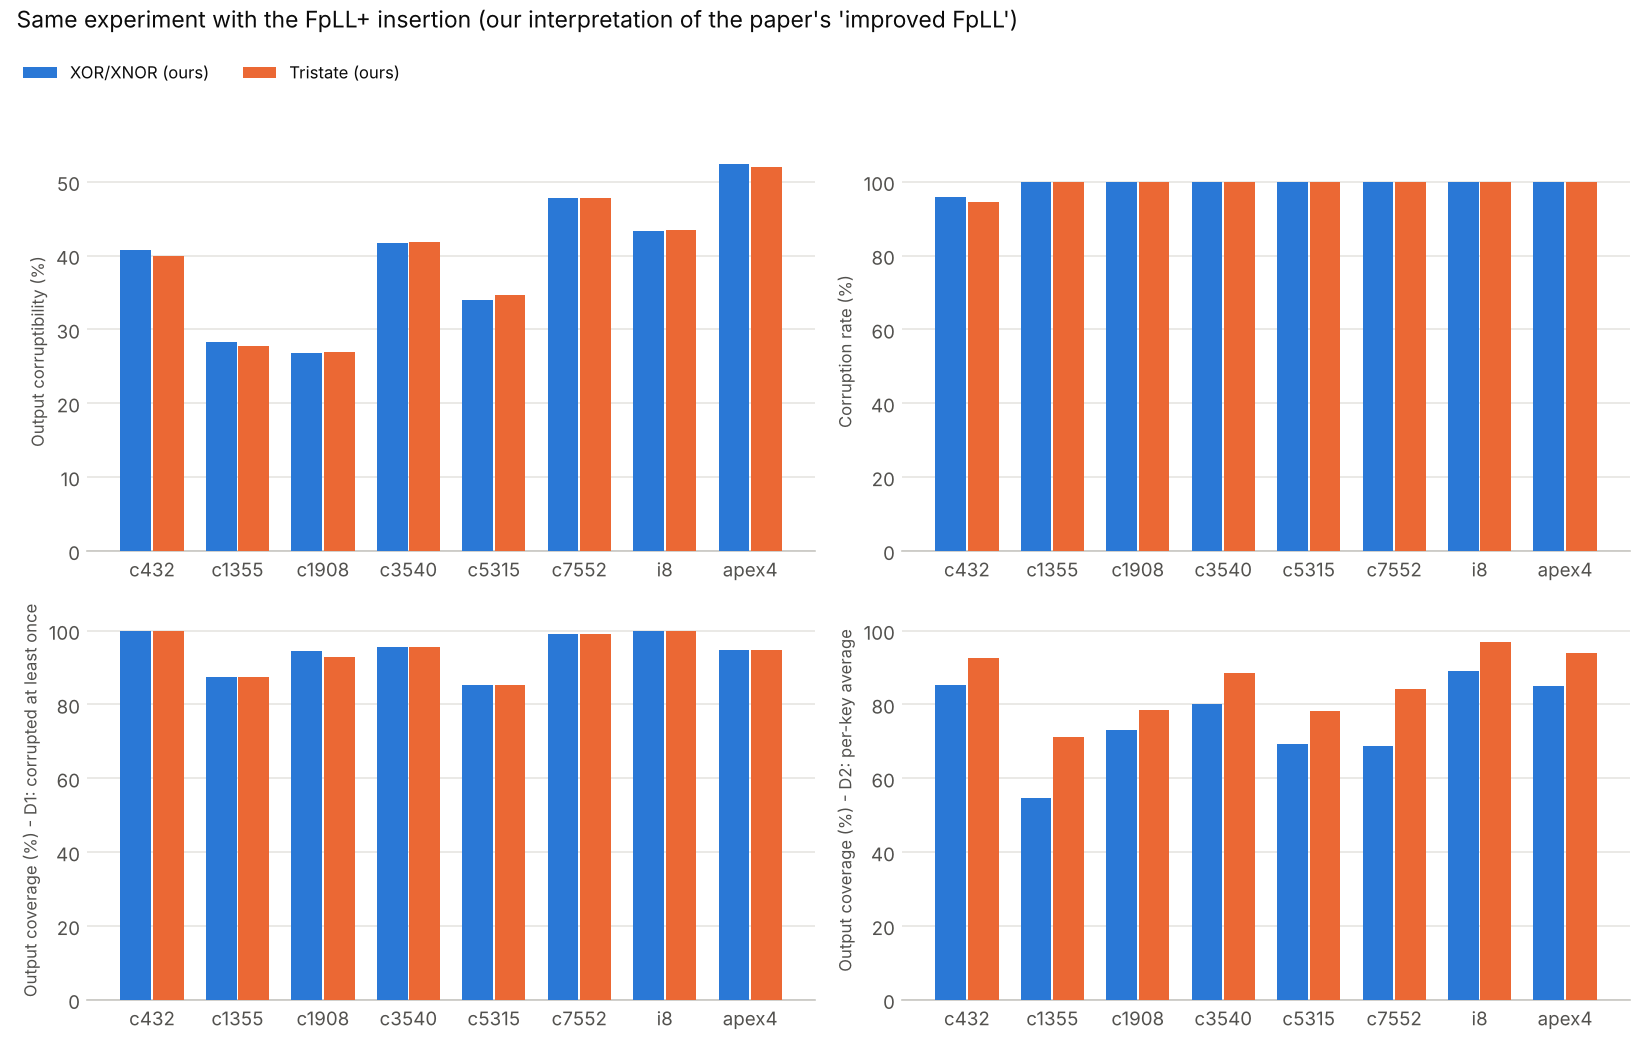 Same experiment with the FpLL+ insertion (our interpretation of the paper's 'improved FpLL')
XOR/XNOR (ours) Tristate (ours)
Output corruptibility (%)
50
40
30
20
10
0
c432 c1355 c1908 c3540 c5315 c7552 i8 apex4
Corruption rate (%)
100
80
60
40
20
0
c432 c1355 c1908 c3540 c5315 c7552 i8 apex4
Output coverage (%) - D1: corrupted at least once
100
80
60
40
20
0
c432 c1355 c1908 c3540 c5315 c7552 i8 apex4
Output coverage (%) - D2: per-key average
100
80
60
40
20
0
c432 c1355 c1908 c3540 c5315 c7552 i8 apex4